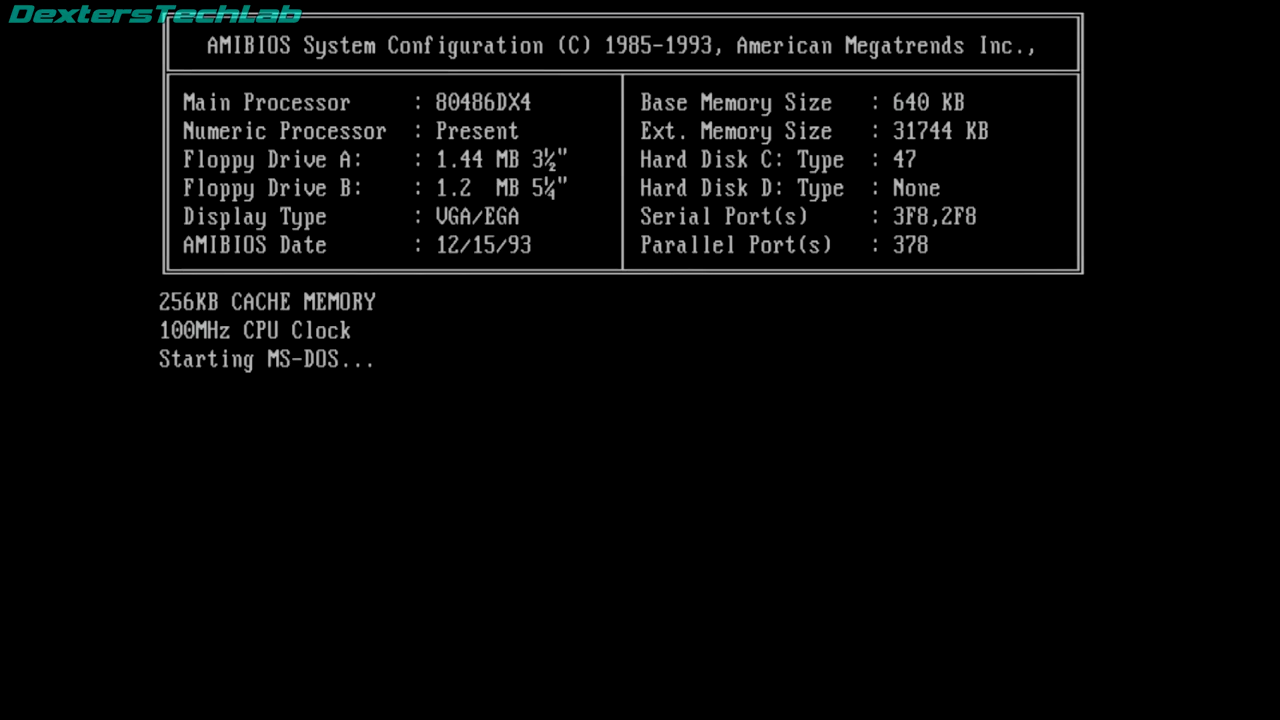 DextersTechLab
AMIBIOS System Configuration (C) 1985-1993, American Megatrends Inc.,
Main Processor : 80486DX4
Numeric Processor : Present
Floppy Drive A: : 1.44 MB 3½"
Floppy Drive B: : 1.2 MB 5¼"
Display Type : VGA/EGA
AMIBIOS Date : 12/15/93
Base Memory Size : 640 KB
Ext. Memory Size : 31744 KB
Hard Disk C: Type : 47
Hard Disk D: Type : None
Serial Port(s) : 3F8,2F8
Parallel Port(s) : 378
256KB CACHE MEMORY
100MHz CPU Clock
Starting MS-DOS...